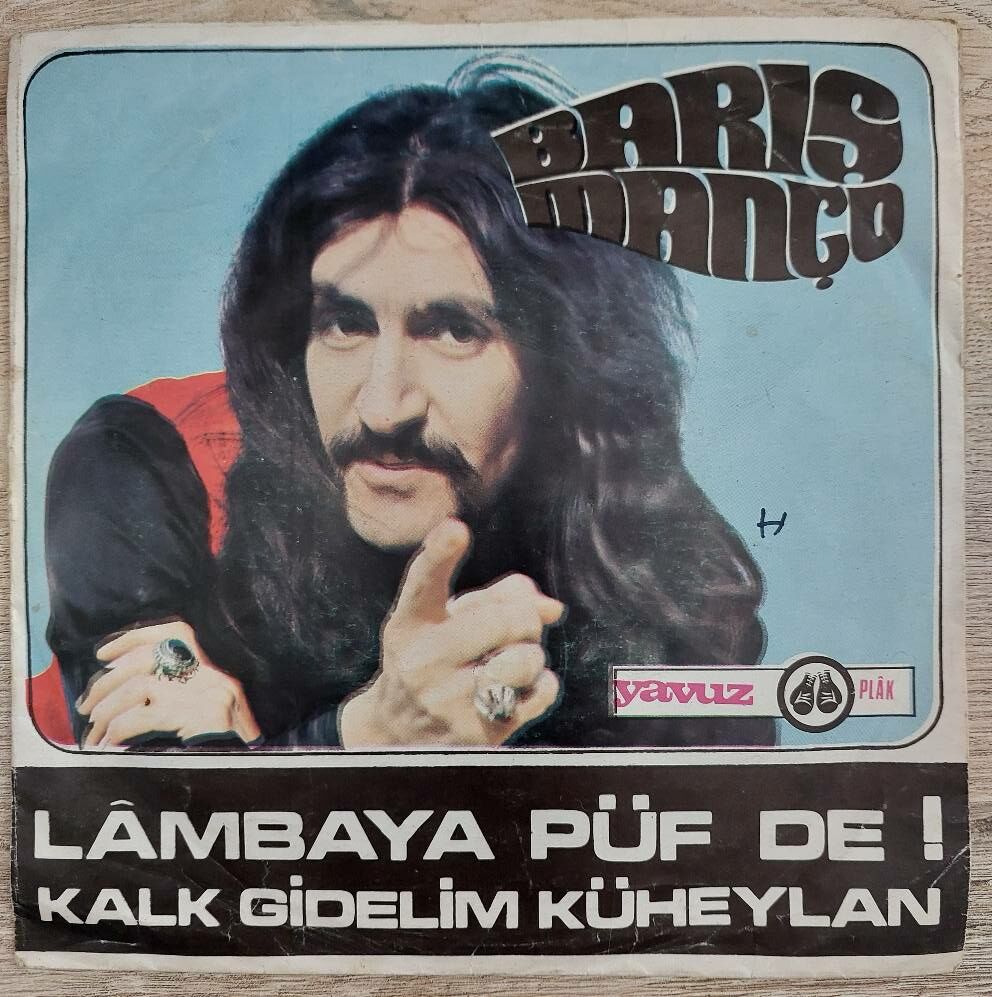 BARIŞ
MANÇO
H
yavuz PLÂK
LÂMBAYA PÜF DE !
KALK GİDELİM KÜHEYLAN